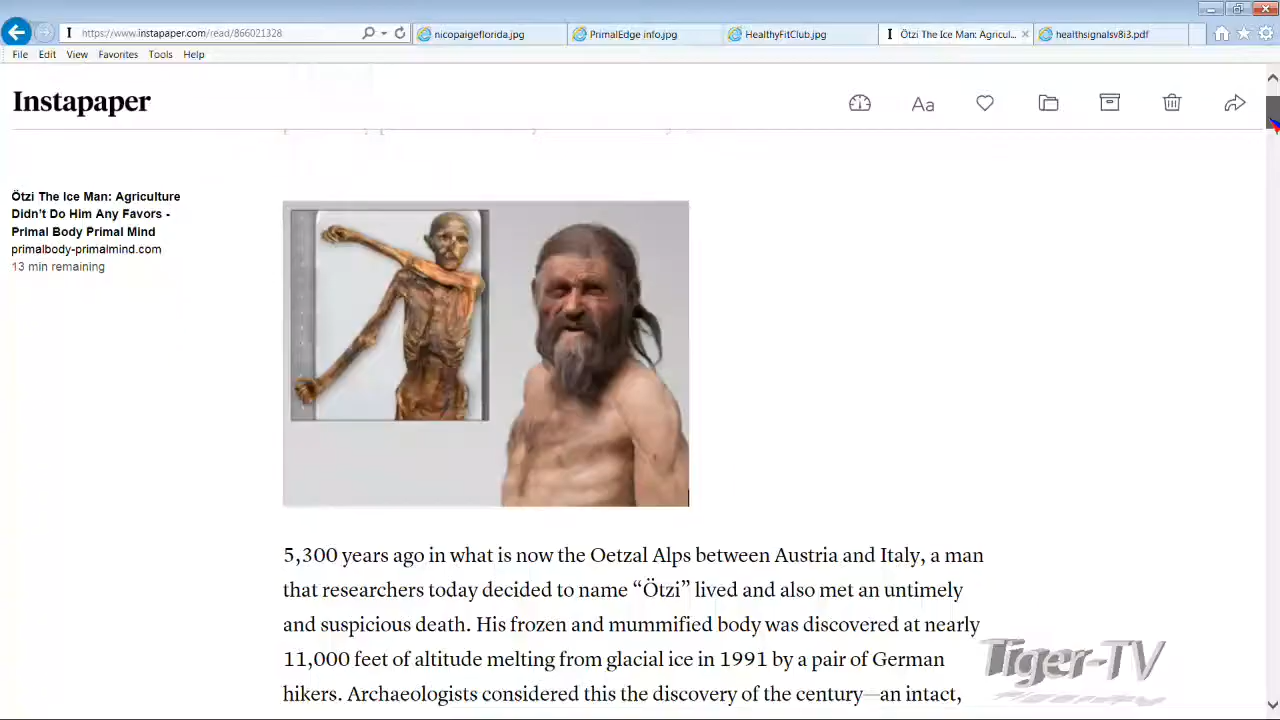 https://www.instapaper.com/read/866021328
nicopaigeflorida.jpg
PrimalEdge info.jpg
HealthyFitClub.jpg
Ötzi The Ice Man: Agricul...
healthsignalsv8i3.pdf
File Edit View Favorites Tools Help
Instapaper
Aa
Ötzi The Ice Man: Agriculture
Didn't Do Him Any Favors -
Primal Body Primal Mind
primalbody-primalmind.com
13 min remaining
5,300 years ago in what is now the Oetzal Alps between Austria and Italy, a man
that researchers today decided to name “Ötzi” lived and also met an untimely
and suspicious death. His frozen and mummified body was discovered at nearly
11,000 feet of altitude melting from glacial ice in 1991 by a pair of German
hikers. Archaeologists considered this the discovery of the century—an intact,
Tiger-TV